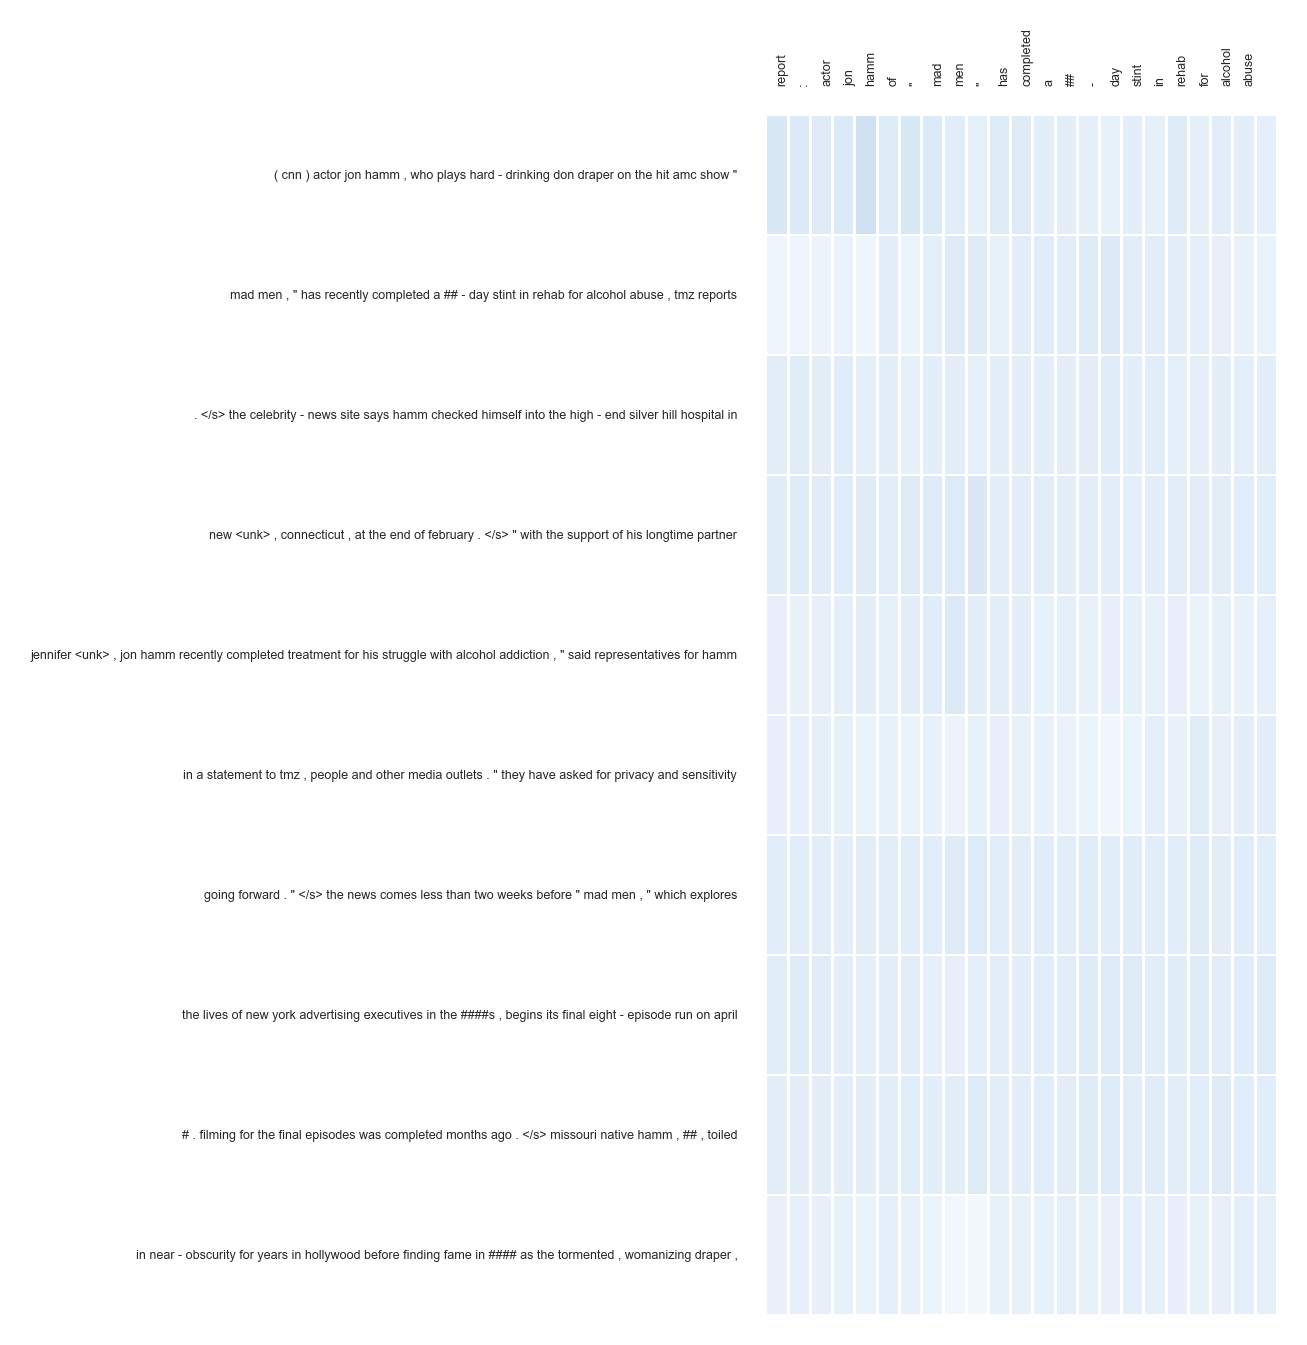 report : actor jon hamm of " mad men " has completed a ## - day stint in rehab for alcohol abuse
( cnn ) actor jon hamm , who plays hard - drinking don draper on the hit amc show "
mad men , " has recently completed a ## - day stint in rehab for alcohol abuse , tmz reports
. </s> the celebrity - news site says hamm checked himself into the high - end silver hill hospital in
new <unk> , connecticut , at the end of february . </s> " with the support of his longtime partner
jennifer <unk> , jon hamm recently completed treatment for his struggle with alcohol addiction , " said representatives for hamm
in a statement to tmz , people and other media outlets . " they have asked for privacy and sensitivity
going forward . " </s> the news comes less than two weeks before " mad men , " which explores
the lives of new york advertising executives in the ####s , begins its final eight - episode run on april
# . filming for the final episodes was completed months ago . </s> missouri native hamm , ## , toiled
in near - obscurity for years in hollywood before finding fame in #### as the tormented , womanizing draper ,